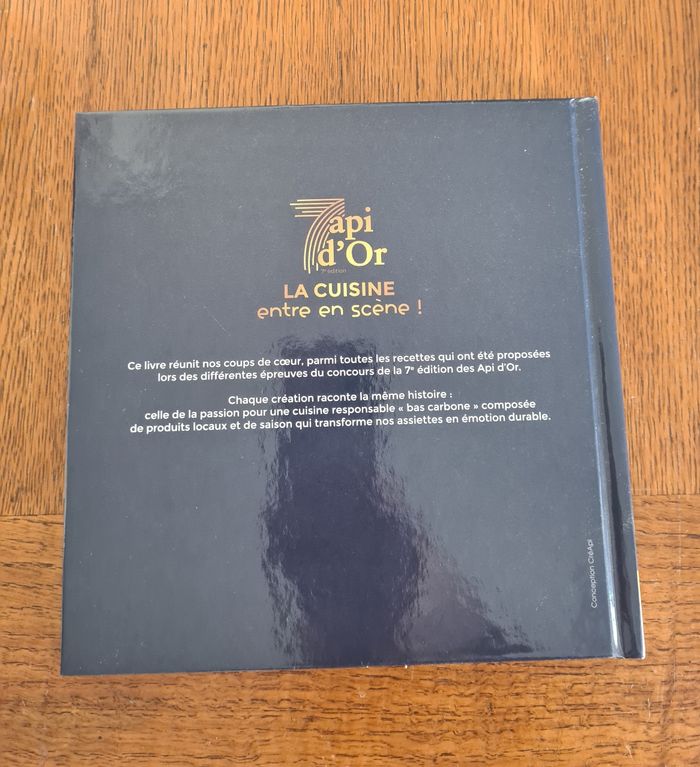 7 api
d'Or
7e édition
LA CUISINE
entre en scène !
Ce livre réunit nos coups de cœur, parmi toutes les recettes qui ont été proposées
lors des différentes épreuves du concours de la 7e édition des Api d'Or.
Chaque création raconte la même histoire :
celle de la passion pour une cuisine responsable « bas carbone » composée
de produits locaux et de saison qui transforme nos assiettes en émotion durable.
Conception CréApi